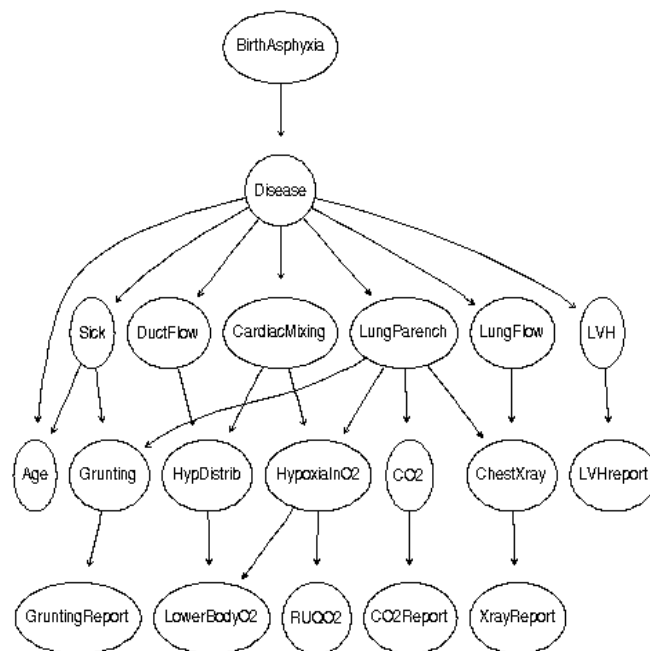 BirthAsphyxia
Disease
Sick DuctFlow CardiacMixing LungParench LungFlow LVH
Age Grunting HypDistrib HypoxiaInO2 CO2 ChestXray LVHreport
GruntingReport LowerBodyO2 RUQO2 CO2Report XrayReport